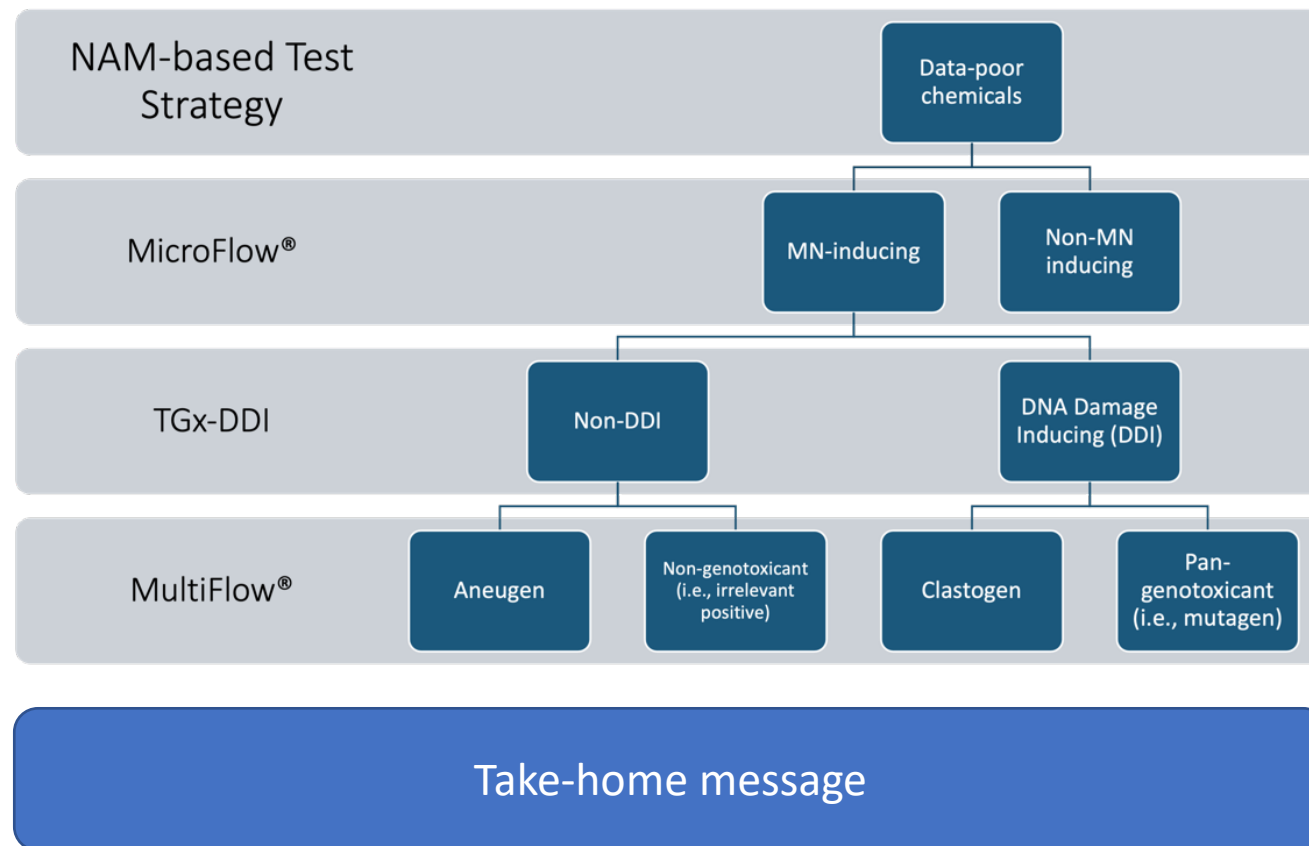 NAM-based Test
Strategy
Data-poor
chemicals
MicroFlow®
MN-inducing
Non-MN
inducing
TGx-DDI
Non-DDI
DNA Damage
Inducing (DDI)
MultiFlow®
Aneugen
Non-genotoxicant
(i.e., irrelevant
positive)
Clastogen
Pan-
genotoxicant
(i.e., mutagen)
Take-home message